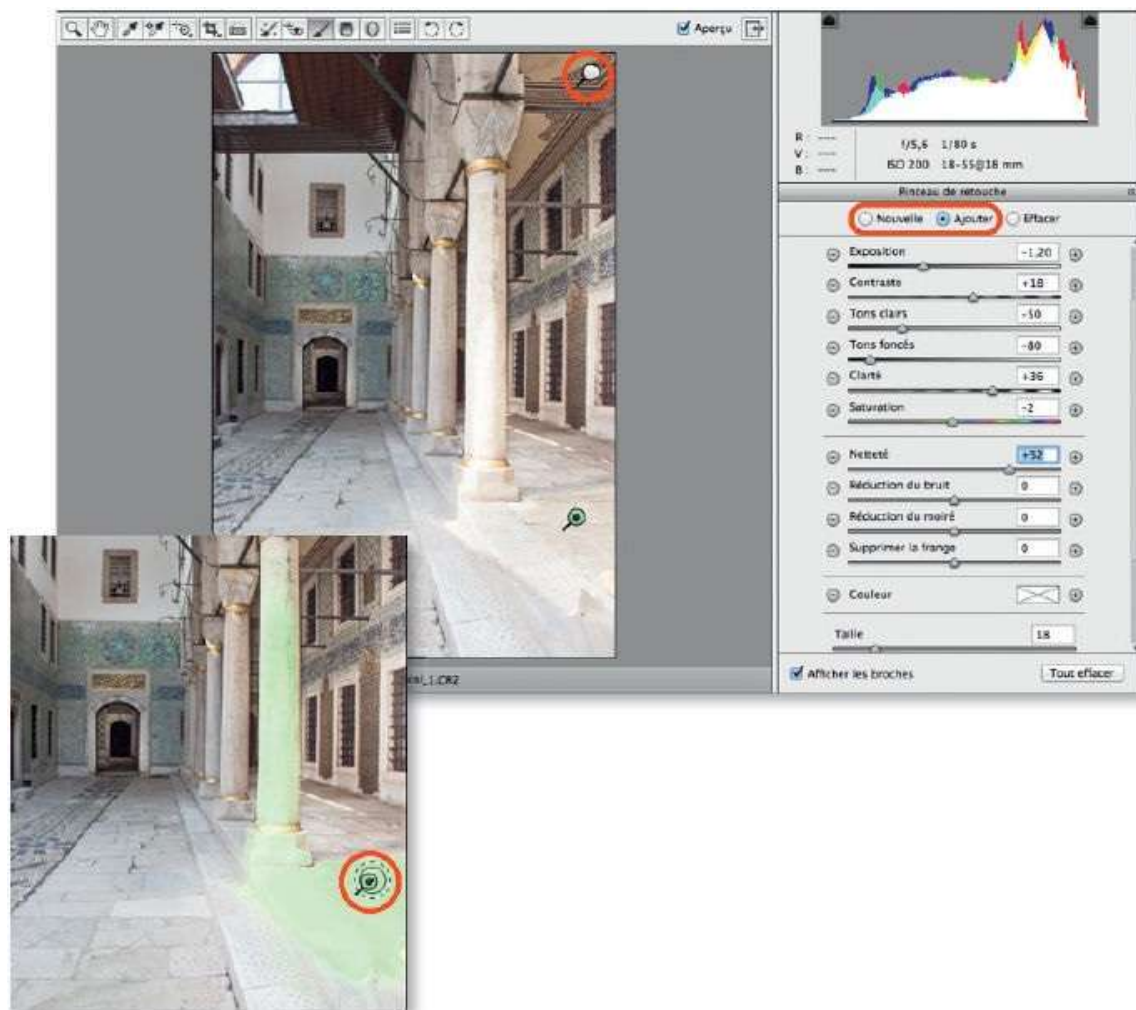 Aperçu
R : ----
V : ----
B : ----
f/5,6 1/80 s
ISO 200 18-55@18 mm
Pinceau de retouche
Nouvelle Ajouter Effacer
Exposition -1,20
Contraste +18
Tons clairs -50
Tons foncés -80
Clarté +36
Saturation -2
Netteté +52
Réduction du bruit 0
Réduction du moiré 0
Supprimer la frange 0
Couleur
Taille 18
Afficher les broches Tout effacer
_1.CR2